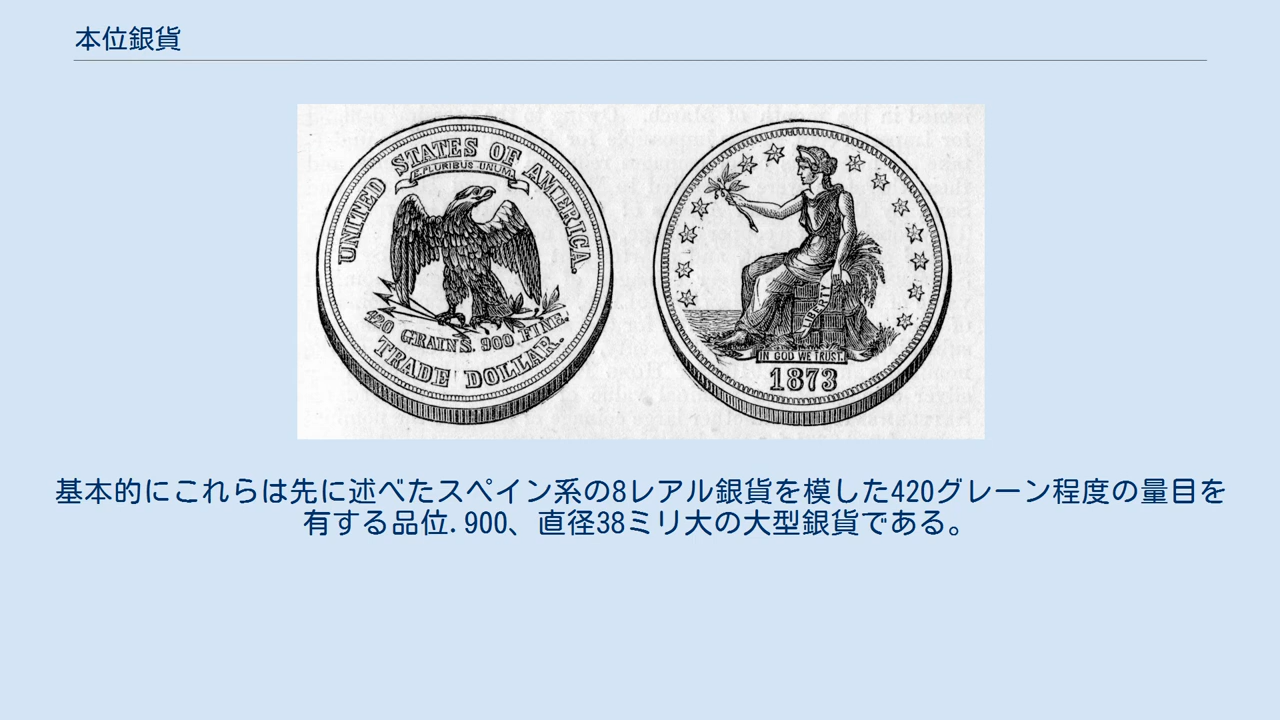 本位銀貨
UNITED STATES OF AMERICA.
E PLURIBUS UNUM.
420 GRAINS. 900 FINE.
TRADE DOLLAR.
LIBERTY
IN GOD WE TRUST.
1873
基本的にこれらは先に述べたスペイン系の8レアル銀貨を模した420グレーン程度の量目を
有する品位.900、直径38ミリ大の大型銀貨である。